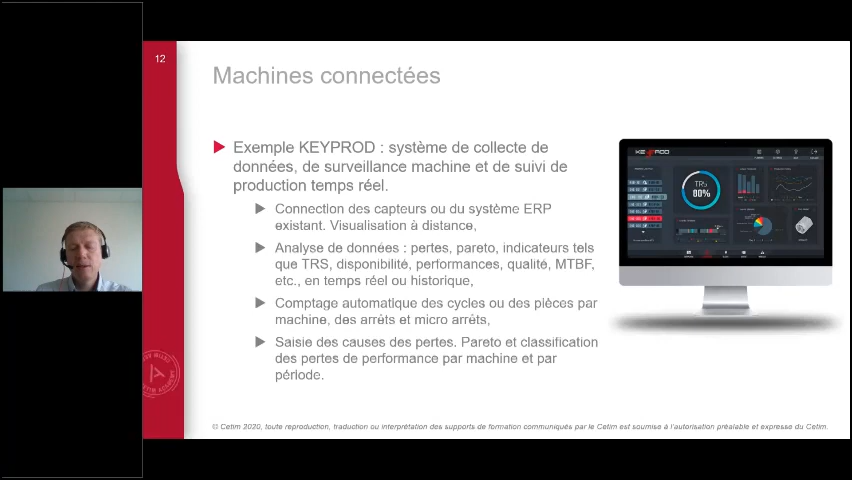 12
Machines connectées
Exemple KEYPROD : système de collecte de
données, de surveillance machine et de suivi de
production temps réel.
Connection des capteurs ou du système ERP
existant. Visualisation à distance,
Analyse de données : pertes, pareto, indicateurs tels
que TRS, disponibilité, performances, qualité, MTBF,
etc., en temps réel ou historique,
Comptage automatique des cycles ou des pièces par
machine, des arrêts et micro arrêts,
Saisie des causes des pertes. Pareto et classification
des pertes de performance par machine et par
période.
TRS
80%
© Cetim 2020, toute reproduction, traduction ou interprétation des supports de formation communiqués par le Cetim est soumise à l'autorisation préalable et expresse du Cetim.